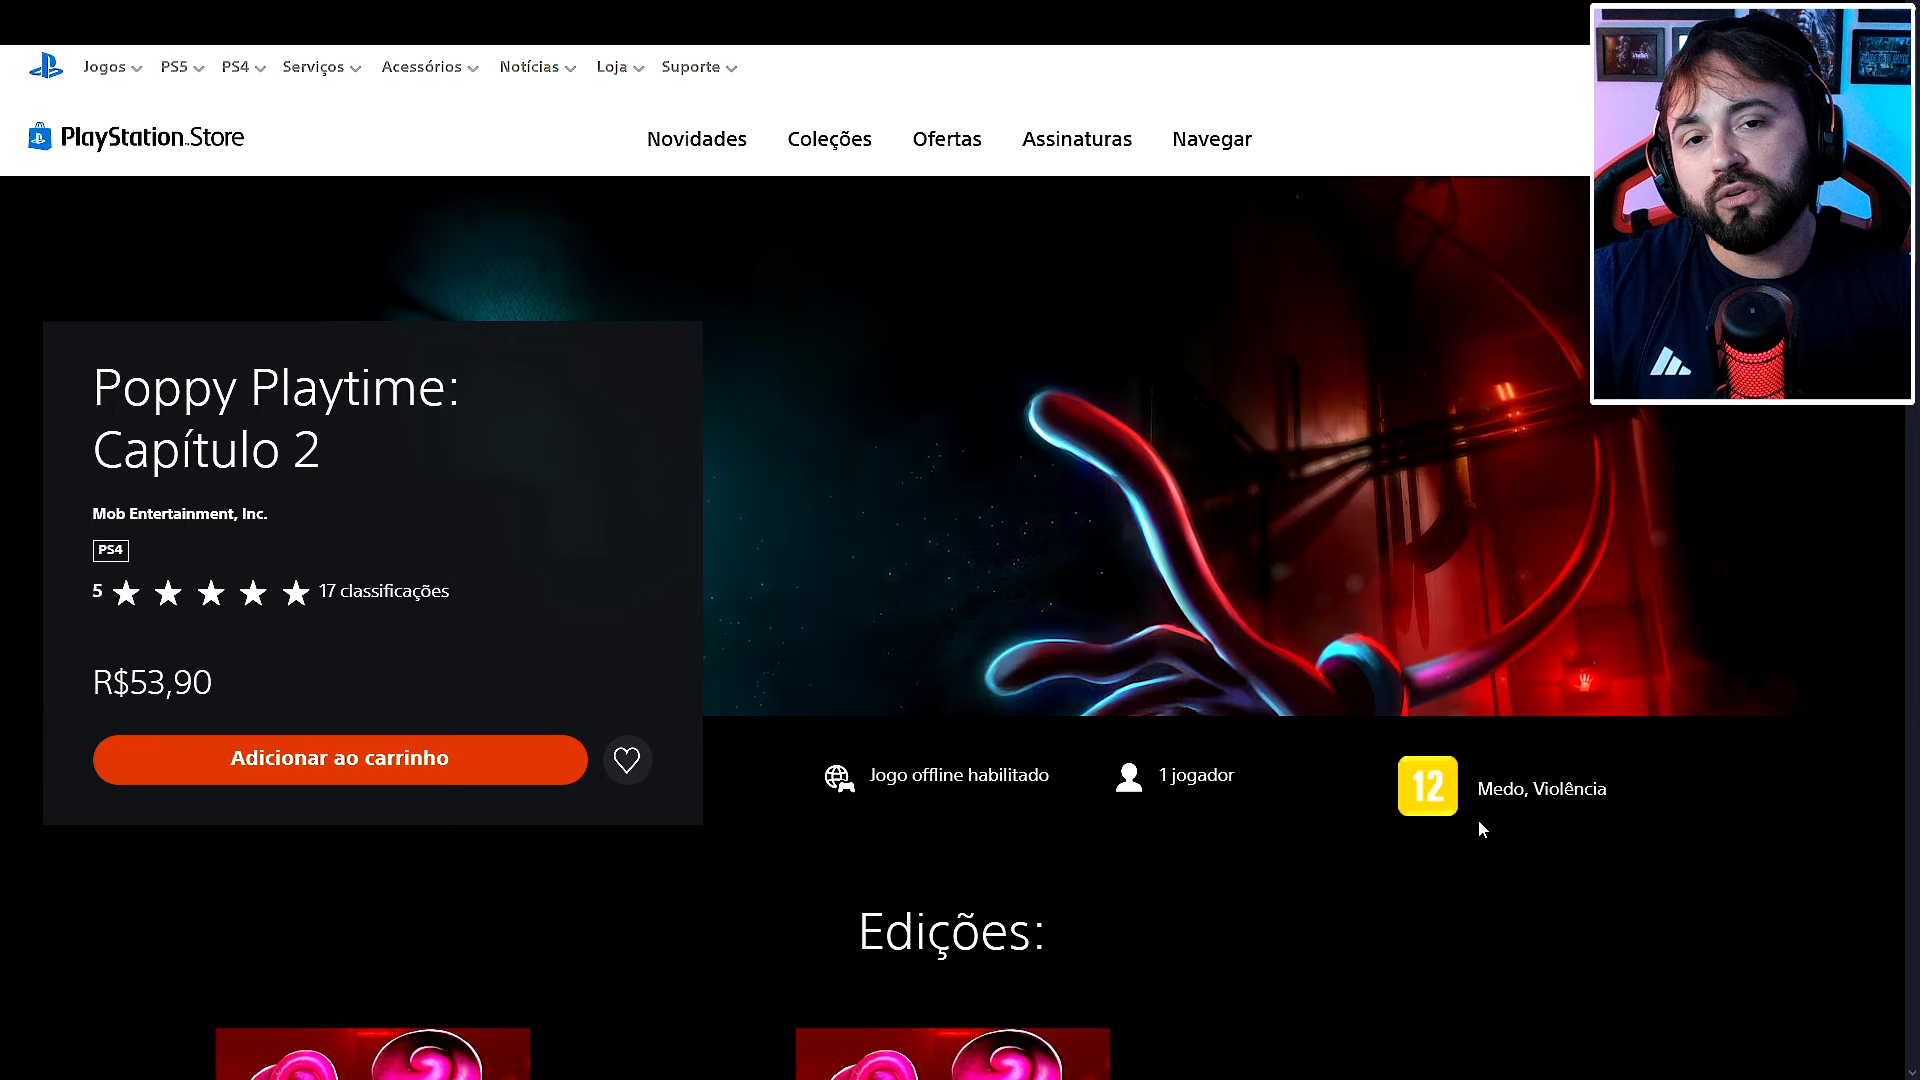 Jogos PS5 PS4 Serviços Acessórios Notícias Loja Suporte
PlayStation Store
Novidades Coleções Ofertas Assinaturas Navegar
Poppy Playtime:
Capítulo 2
Mob Entertainment, Inc.
PS4
5 17 classificações
R$53,90
Adicionar ao carrinho
Jogo offline habilitado
1 jogador
12
Medo, Violência
Edições: